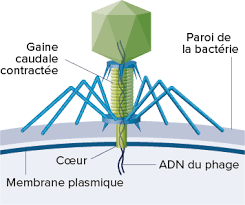 Gaine
caudale
contractée
Paroi de
la bactérie
Cœur
ADN du phage
Membrane plasmique